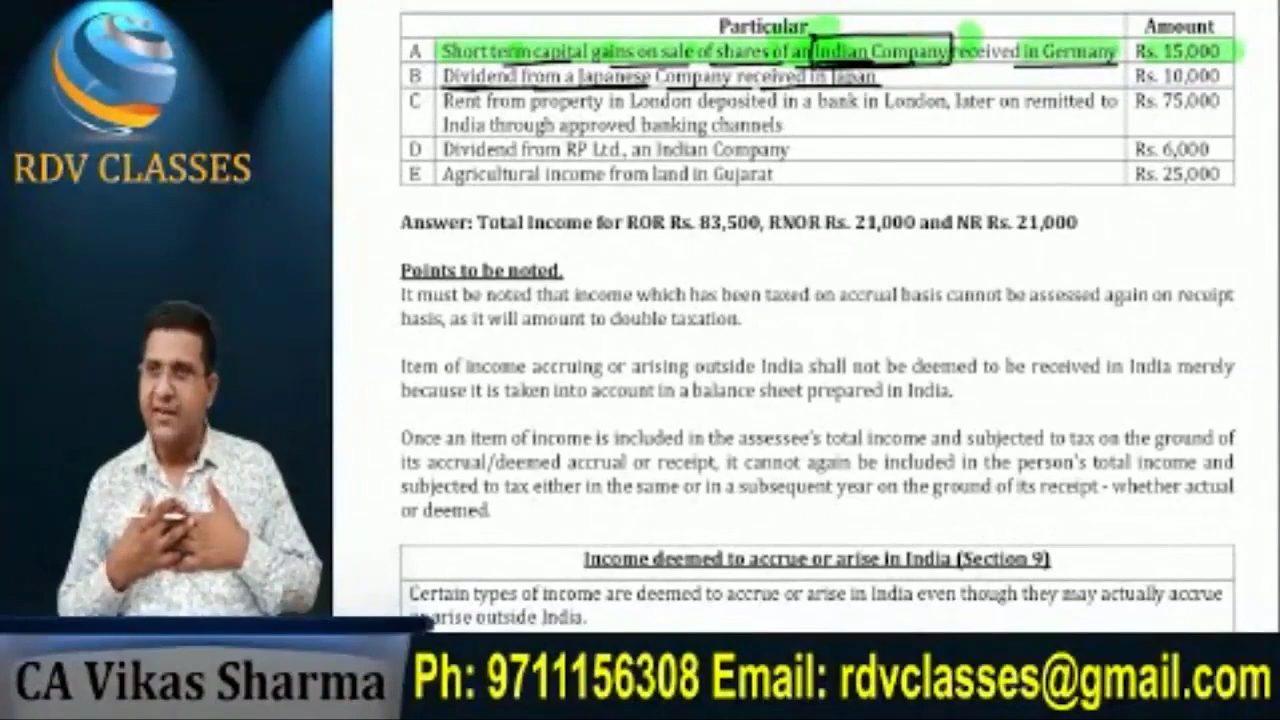 RDV CLASSES
Particular Amount
A Short term capital gains on sale of shares of an Indian Company received in Germany Rs. 15,000
B Dividend from a Japanese Company received in Japan Rs. 10,000
C Rent from property in London deposited in a bank in London, later on remitted to Rs. 75,000
India through approved banking channels
D Dividend from RP Ltd., an Indian Company Rs. 6,000
E Agricultural income from land in Gujarat Rs. 25,000
Answer: Total Income for ROR Rs. 83,500, RNOR Rs. 21,000 and NR Rs. 21,000
Points to be noted.
It must be noted that income which has been taxed on accrual basis cannot be assessed again on receipt
basis, as it will amount to double taxation.
Item of income accruing or arising outside India shall not be deemed to be received in India merely
because it is taken into account in a balance sheet prepared in India.
Once an item of income is included in the assessee's total income and subjected to tax on the ground of
its accrual/deemed accrual or receipt, it cannot again be included in the person's total income and
subjected to tax either in the same or in a subsequent year on the ground of its receipt - whether actual
or deemed.
Income deemed to accrue or arise in India (Section 9)
Certain types of income are deemed to accrue or arise in India even though they may actually accrue
or arise outside India.
CA Vikas Sharma
Ph: 9711156308 Email: rdvclasses@gmail.com